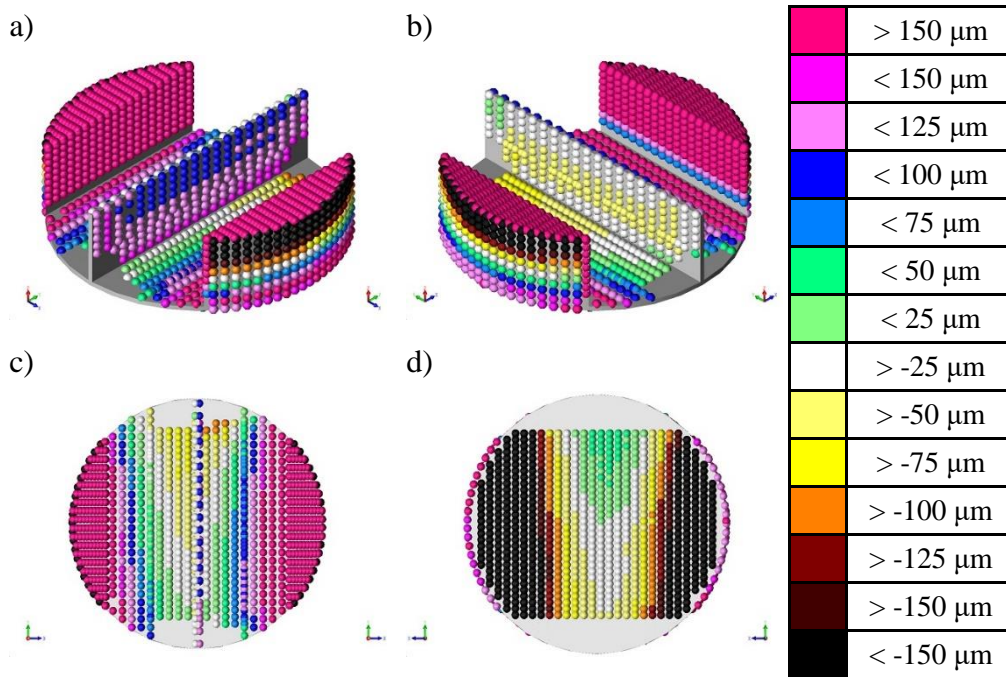 a)
b)
c)
d)
> 150 μm
< 150 μm
< 125 μm
< 100 μm
< 75 μm
< 50 μm
< 25 μm
> -25 μm
> -50 μm
> -75 μm
> -100 μm
> -125 μm
> -150 μm
< -150 μm